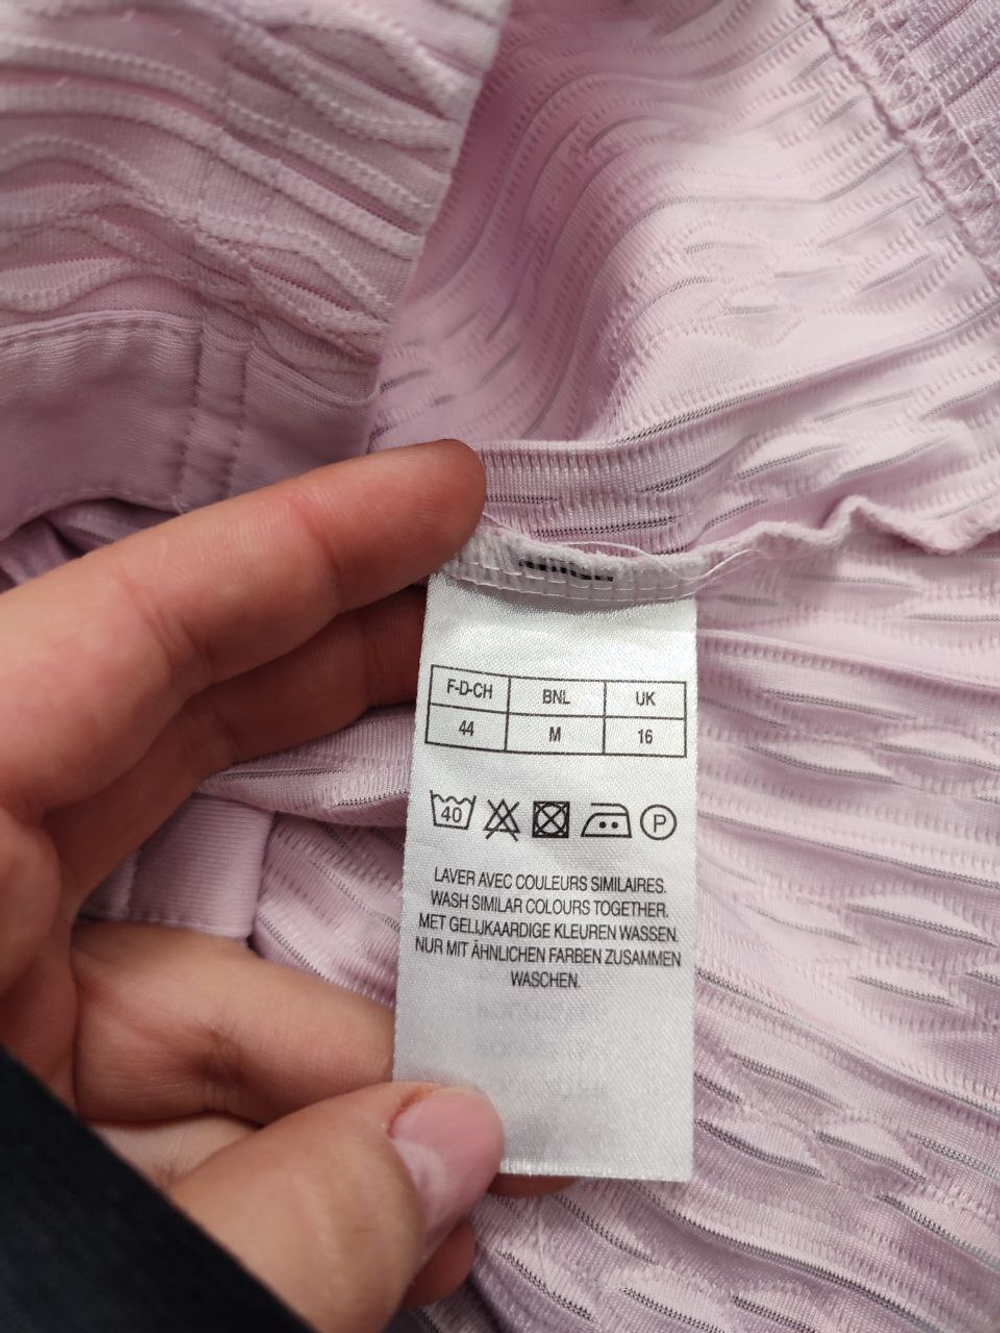 F-D-CH BNL UK
44 M 16
40 P
LAVER AVEC COULEURS SIMILAIRES.
WASH SIMILAR COLOURS TOGETHER.
MET GELIJKAARDIGE KLEUREN WASSEN.
NUR MIT ÄHNLICHEN FARBEN ZUSAMMEN
WASCHEN.